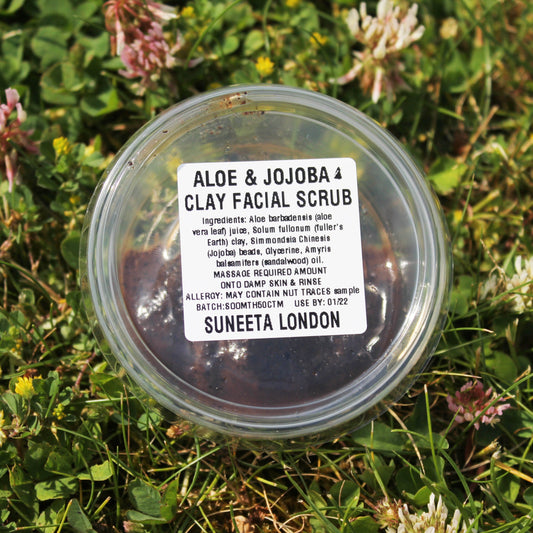 ALOE & JOJOBA
CLAY FACIAL SCRUB
Ingredients: Aloe barbadensis (aloe
vera leaf) juice, Solum fullonum (fuller's
Earth) clay, Simmondsia Chinesis
(Jojoba) beads, Glycerine, Amyris
balsamifera (sandalwood) oil.
MASSAGE REQUIRED AMOUNT
ONTO DAMP SKIN & RINSE
ALLERGY: MAY CONTAIN NUT TRACES sample
BATCH:SOOMTH50CTM USE BY: 01/22
SUNEETA LONDON